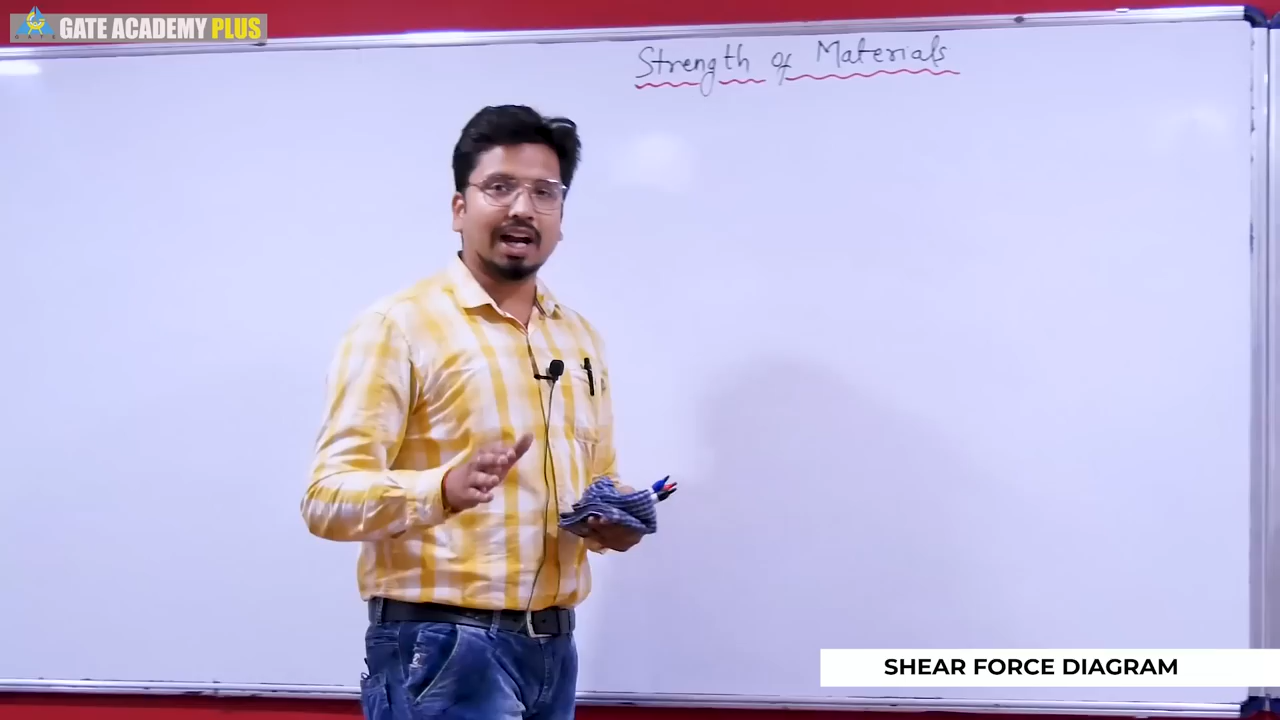 GATE ACADEMY PLUS
Strength of Materials
SHEAR FORCE DIAGRAM